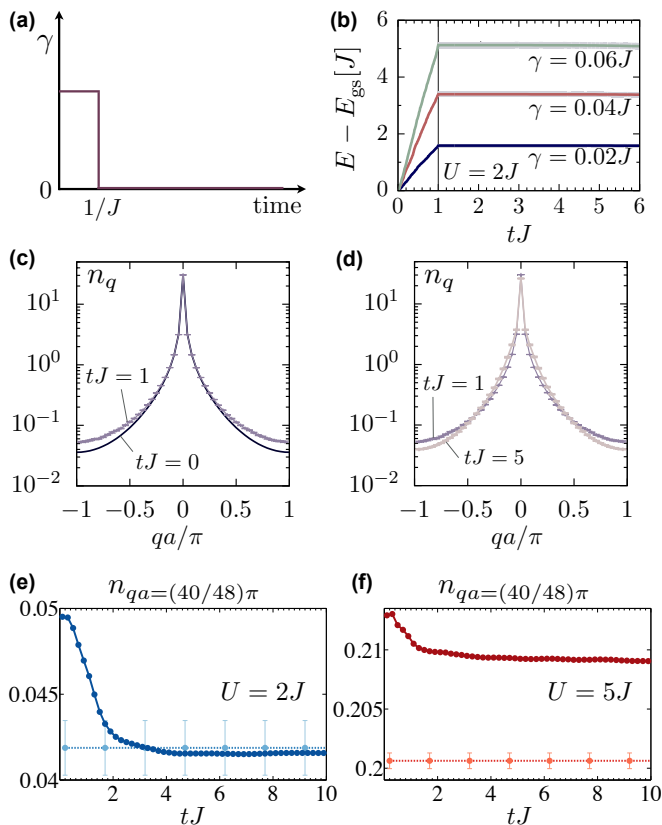 (a)
γ
0
1/J
time
(b)
E − E_gs[J]
6
4
2
0
γ = 0.06J
γ = 0.04J
γ = 0.02J
U = 2J
0 1 2 3 4 5 6
tJ
(c)
n_q
10^1
10^0
10^−1
10^−2
tJ = 1
tJ = 0
−1 −0.5 0 0.5 1
qa/π
(d)
n_q
10^1
10^0
10^−1
10^−2
tJ = 1
tJ = 5
−1 −0.5 0 0.5 1
qa/π
(e)
n_qa=(40/48)π
0.05
0.045
0.04
U = 2J
2 4 6 8 10
tJ
(f)
n_qa=(40/48)π
0.21
0.205
0.2
U = 5J
2 4 6 8 10
tJ